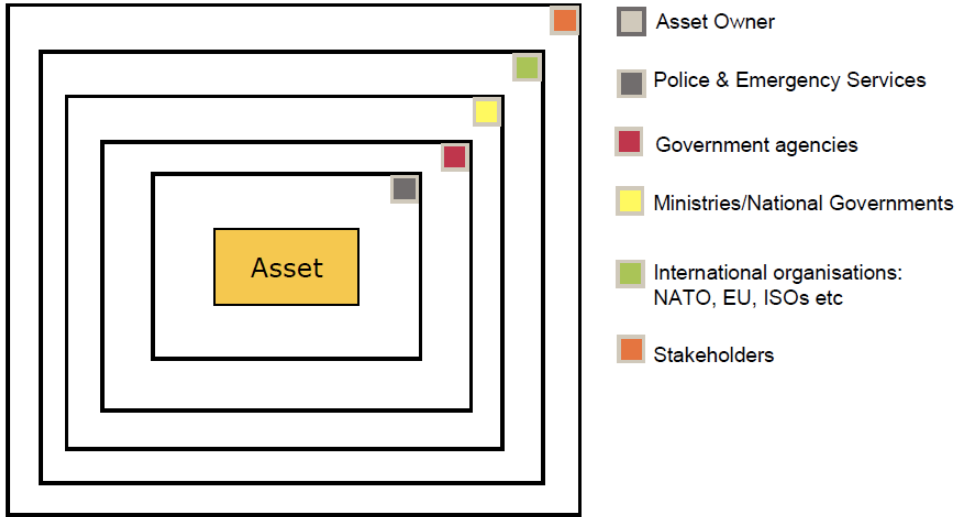 Asset Owner
Police & Emergency Services
Government agencies
Ministries/National Governments
Asset
International organisations:
NATO, EU, ISOs etc
Stakeholders